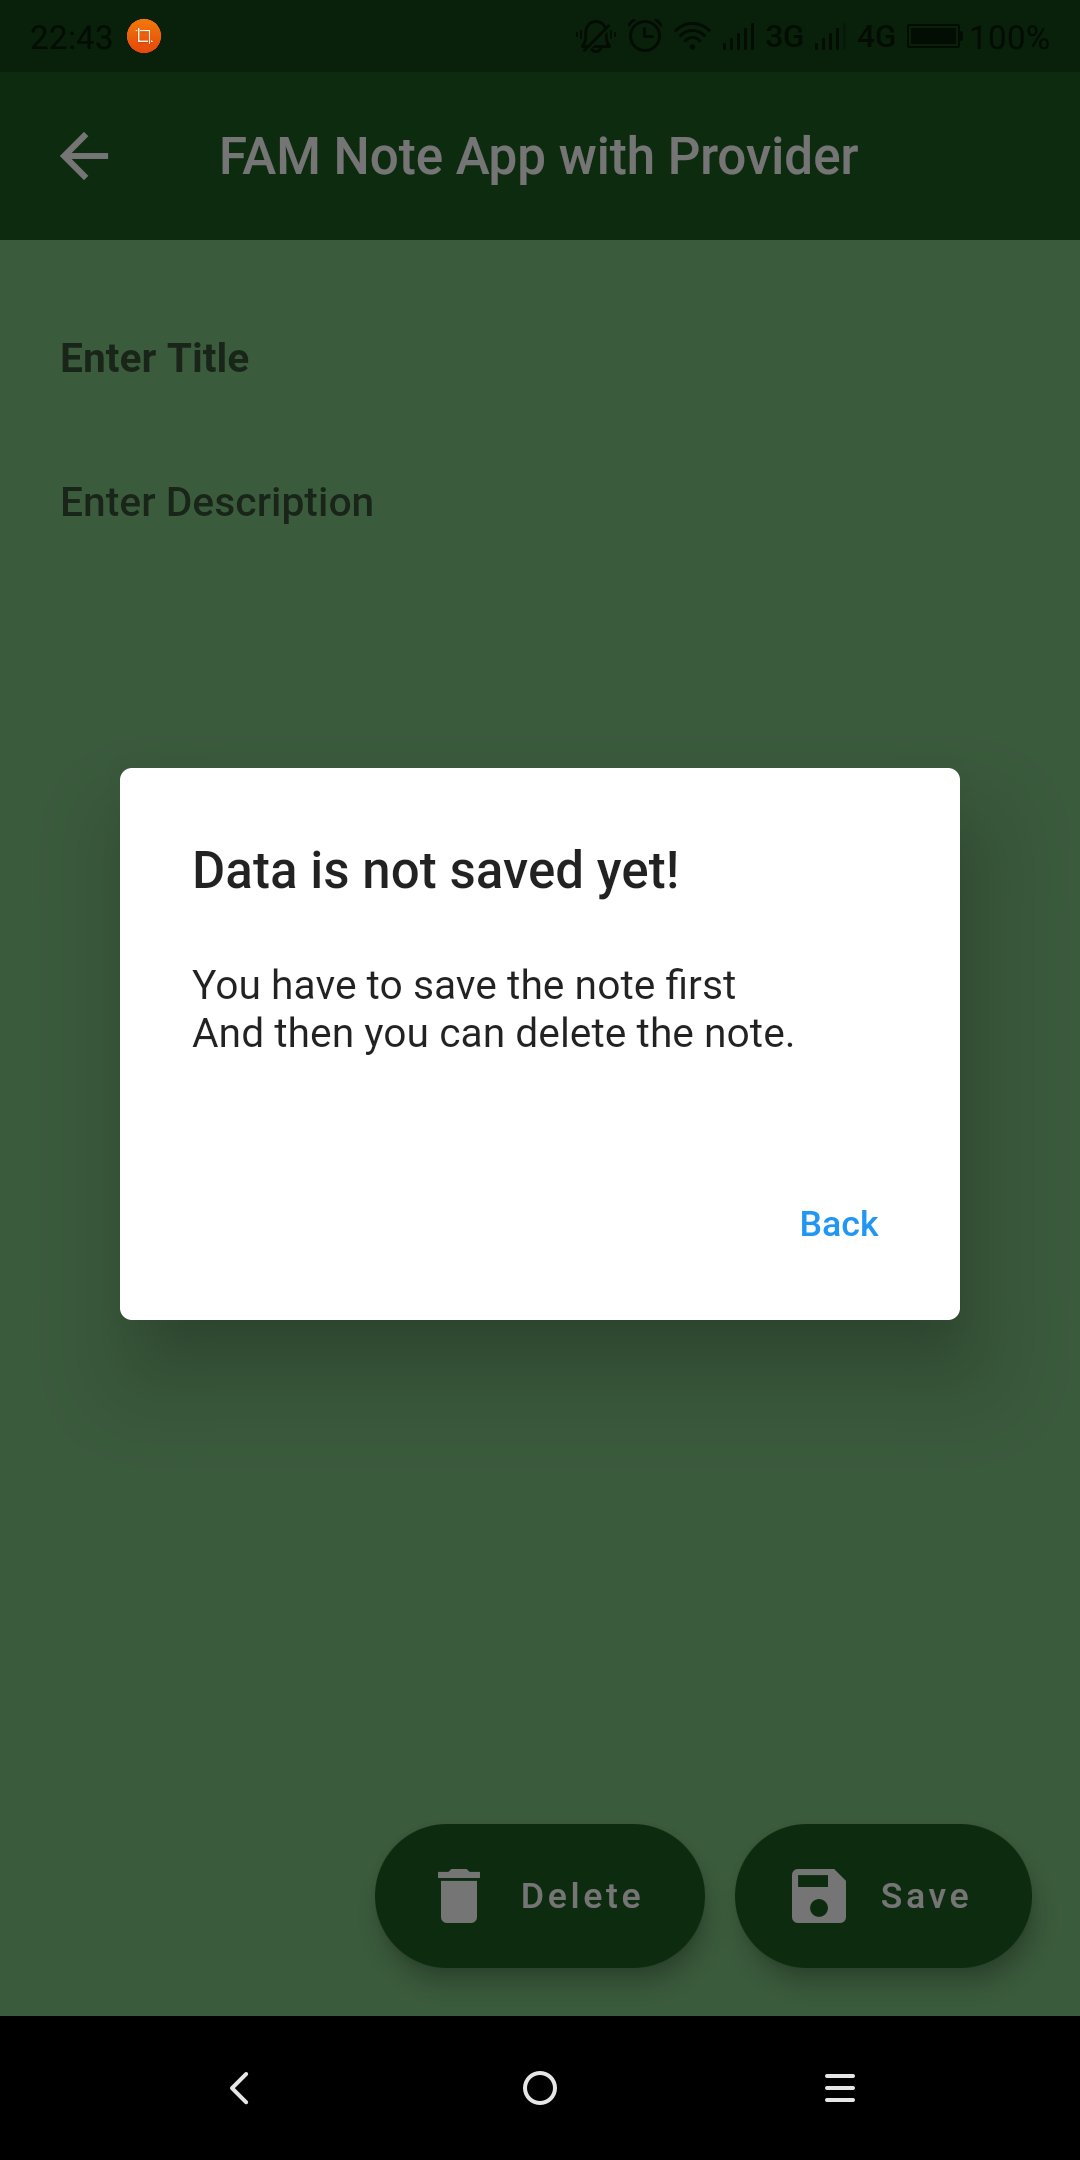 22:43 3G 4G 100%
FAM Note App with Provider
Enter Title
Enter Description
Data is not saved yet!
You have to save the note first
And then you can delete the note.
Back
Delete Save